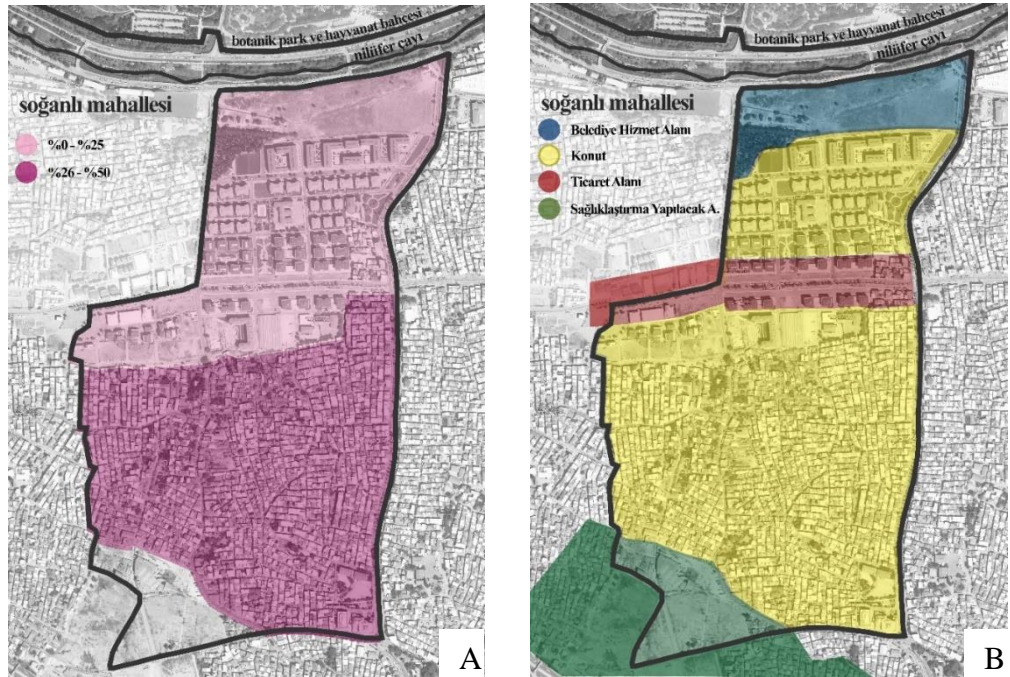 botanik park ve hayvanat bahçesi
nilüfer çayı
soğanlı mahallesi
%0 - %25
%26 - %50
A
botanik park ve hayvanat bahçesi
nilüfer çayı
soğanlı mahallesi
Belediye Hizmet Alanı
Konut
Ticaret Alanı
Sağlıklaştırma Yapılacak A.
B